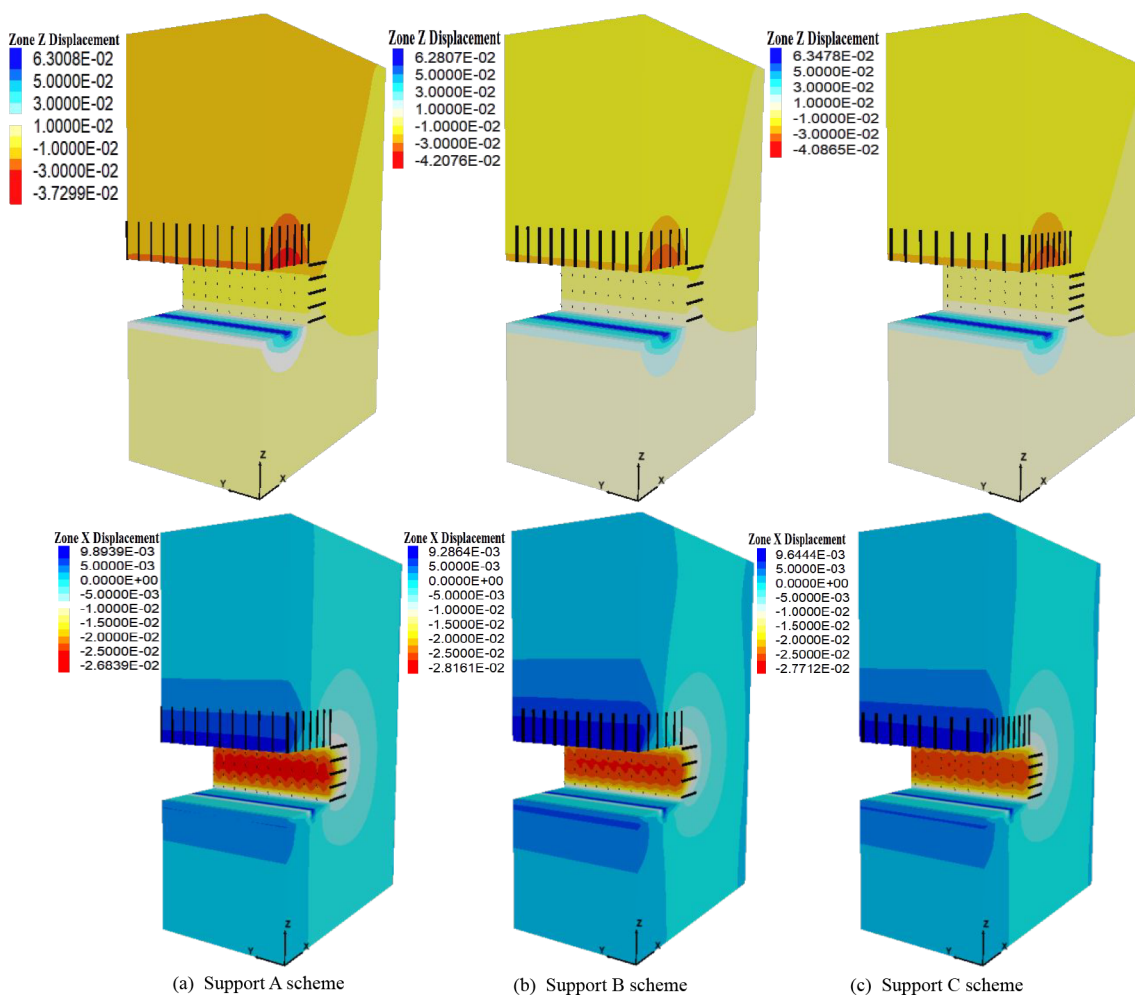 Zone Z Displacement
6.3008E-02
5.0000E-02
3.0000E-02
1.0000E-02
-1.0000E-02
-3.0000E-02
-3.7299E-02
Z
X
Y
Zone Z Displacement
6.2807E-02
5.0000E-02
3.0000E-02
1.0000E-02
-1.0000E-02
-3.0000E-02
-4.2076E-02
Z
X
Y
Zone Z Displacement
6.3478E-02
5.0000E-02
3.0000E-02
1.0000E-02
-1.0000E-02
-3.0000E-02
-4.0865E-02
Z
X
Y
Zone X Displacement
9.8939E-03
5.0000E-03
0.0000E+00
-5.0000E-03
-1.0000E-02
-1.5000E-02
-2.0000E-02
-2.5000E-02
-2.6839E-02
Z
X
Y
Zone X Displacement
9.2864E-03
5.0000E-03
0.0000E+00
-5.0000E-03
-1.0000E-02
-1.5000E-02
-2.0000E-02
-2.5000E-02
-2.8161E-02
Z
X
Y
Zone X Displacement
9.6444E-03
5.0000E-03
0.0000E+00
-5.0000E-03
-1.0000E-02
-1.5000E-02
-2.0000E-02
-2.5000E-02
-2.7712E-02
Z
X
Y
(a) Support A scheme
(b) Support B scheme
(c) Support C scheme